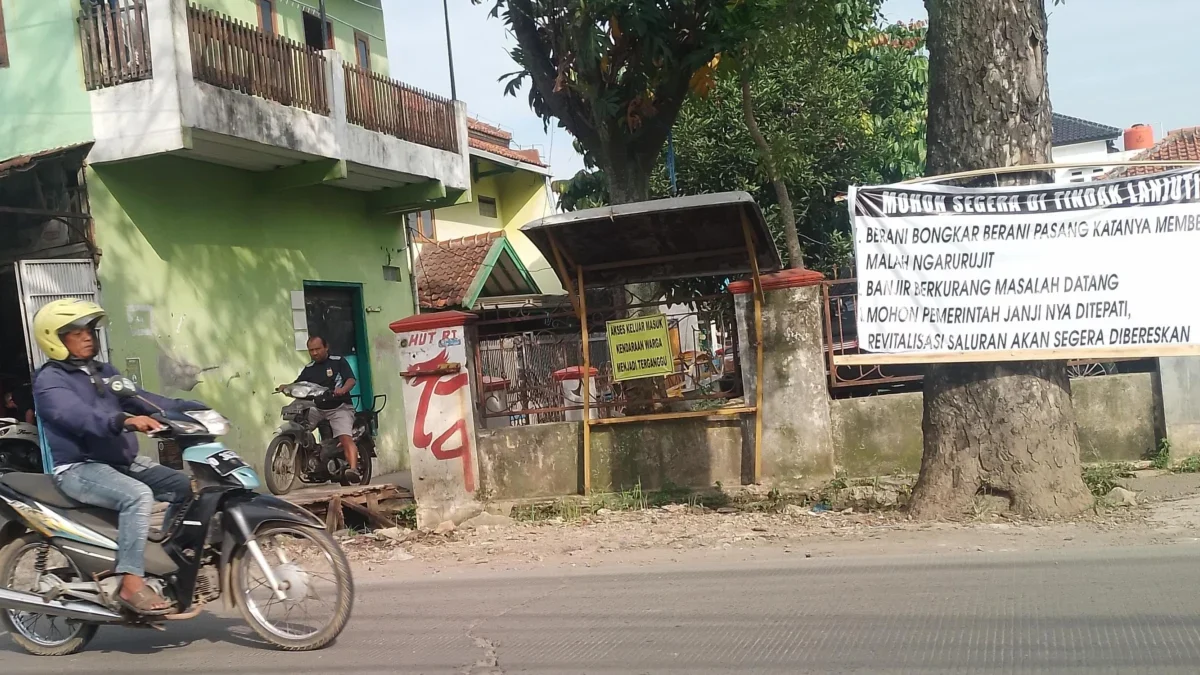 HUT RI
AKSES KELUAR MASUK
KENDARAAN WARGA
MENJADI TERGANGGU
MOHON SEGERA DI TINDAK LANJUTI
BERANI BONGKAR BERANI PASANG KATANYA MEMBE
MALAH NGARURUJIT
BANJIR BERKURANG MASALAH DATANG
MOHON PEMERINTAH JANJI NYA DITEPATI,
REVITALISASI SALURAN AKAN SEGERA DIBERESKAN